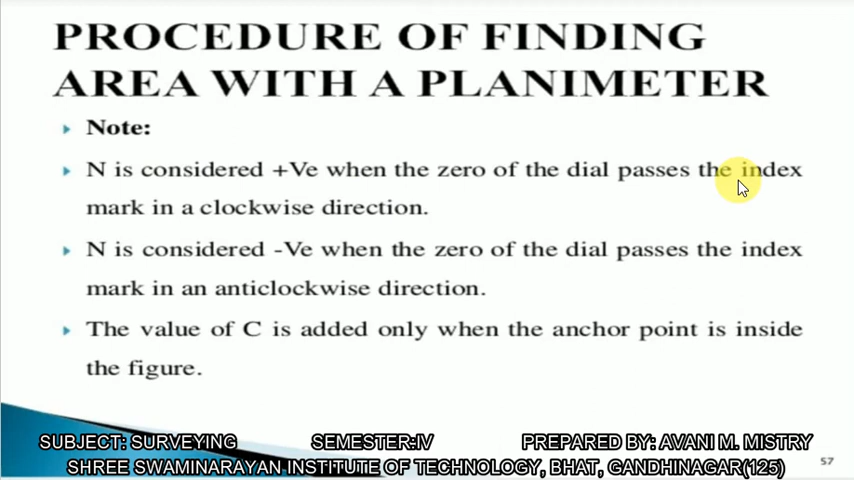 PROCEDURE OF FINDING
AREA WITH A PLANIMETER
Note:
N is considered +Ve when the zero of the dial passes the index
mark in a clockwise direction.
N is considered -Ve when the zero of the dial passes the index
mark in an anticlockwise direction.
The value of C is added only when the anchor point is inside
the figure.
SUBJECT: SURVEYING SEMESTER:IV PREPARED BY: AVANI M. MISTRY
SHREE SWAMINARAYAN INSTITUTE OF TECHNOLOGY, BHAT, GANDHINAGAR(125)
57